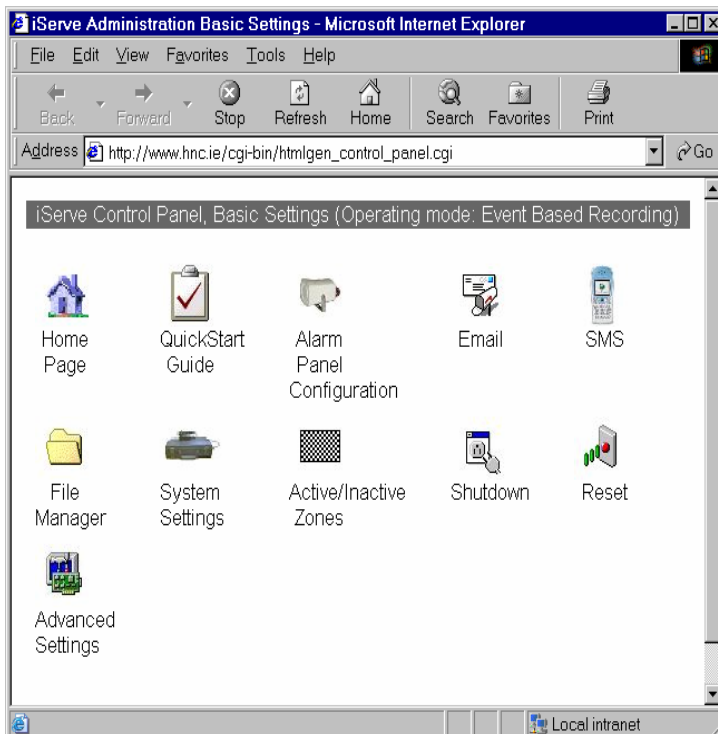 iServe Administration Basic Settings - Microsoft Internet Explorer
File Edit View Favorites Tools Help
Back Forward Stop Refresh Home Search Favorites Print
Address http://www.hnc.ie/cgi-bin/htmlgen_control_panel.cgi Go
iServe Control Panel, Basic Settings (Operating mode: Event Based Recording)
Home Page
QuickStart Guide
Alarm Panel Configuration
Email
SMS
File Manager
System Settings
Active/Inactive Zones
Shutdown
Reset
Advanced Settings
Local intranet